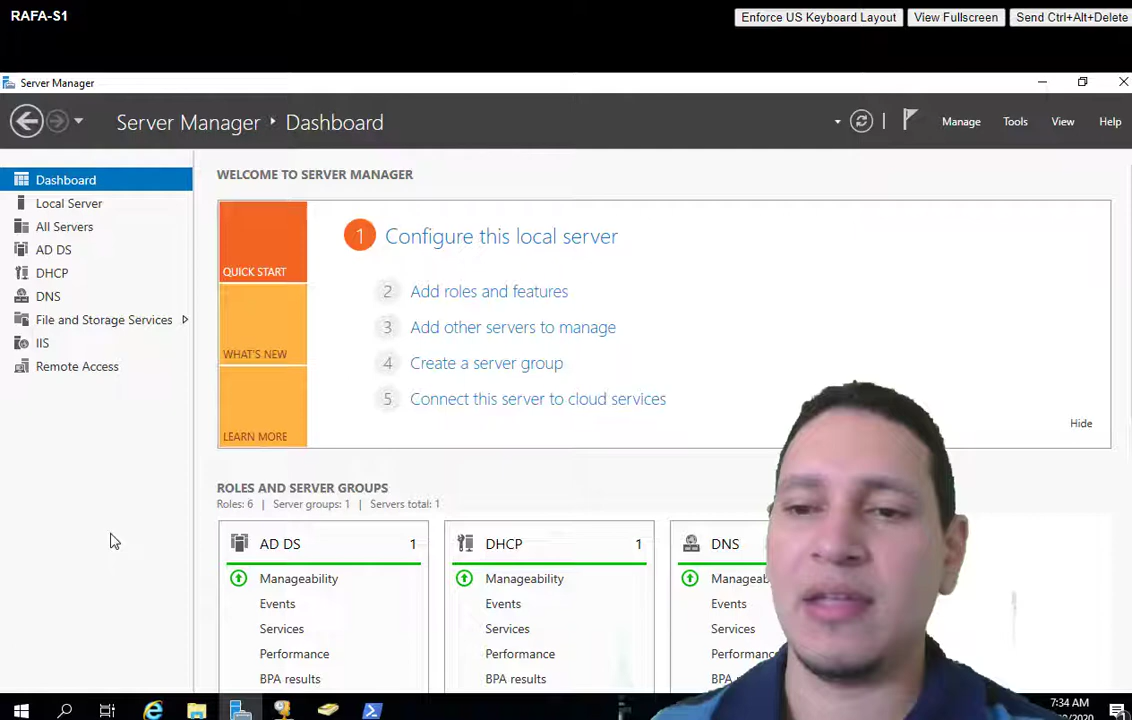 RAFA-S1
Enforce US Keyboard Layout
View Fullscreen
Send Ctrl+Alt+Delete
Server Manager
Server Manager Dashboard
Manage
Tools
View
Help
Dashboard
Local Server
All Servers
AD DS
DHCP
DNS
File and Storage Services
IIS
Remote Access
WELCOME TO SERVER MANAGER
QUICK START
WHAT'S NEW
LEARN MORE
1 Configure this local server
2 Add roles and features
3 Add other servers to manage
4 Create a server group
5 Connect this server to cloud services
Hide
ROLES AND SERVER GROUPS
Roles: 6 | Server groups: 1 | Servers total: 1
AD DS 1
Manageability
Events
Services
Performance
BPA results
DHCP 1
Manageability
Events
Services
Performance
BPA results
DNS
Manageab
Events
Services
Performanc
BPA results
7:34 AM